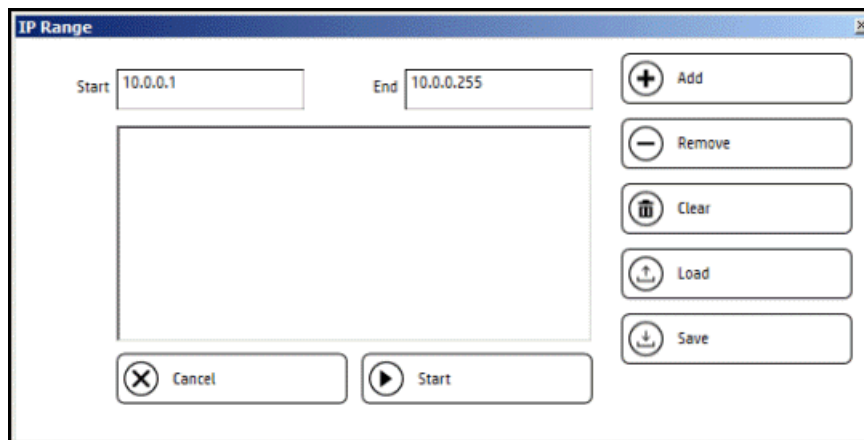 IP Range
Start 10.0.0.1 End 10.0.0.255
Add
Remove
Clear
Load
Save
Cancel Start